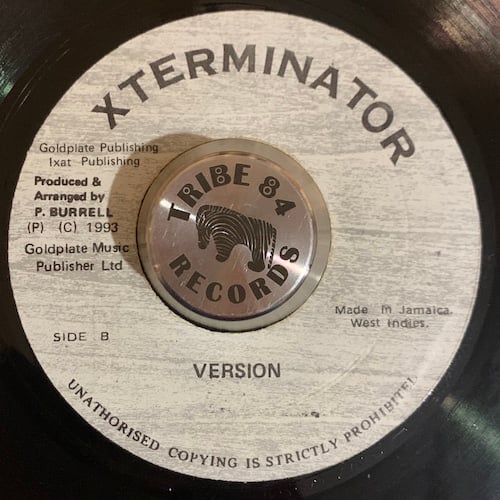 XTERMINATOR
Goldplate Publishing
Ixat Publishing
Produced &
Arranged by
P. BURRELL
(P) (C) 1993
Goldplate Music
Publisher Ltd
TRIBE 84
RECORDS
Made in Jamaica.
West Indies.
SIDE B
VERSION
UNATHORISED COPYING IS STRICTLY PROHIBITEL